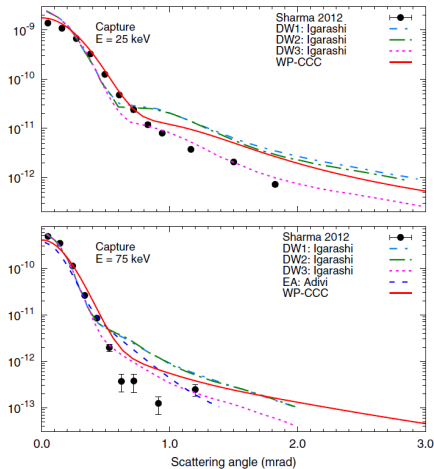 Capture
E = 25 keV
Sharma 2012
DW1: Igarashi
DW2: Igarashi
DW3: Igarashi
WP-CCC
10⁻⁹
10⁻¹⁰
10⁻¹¹
10⁻¹²
Capture
E = 75 keV
Sharma 2012
DW1: Igarashi
DW2: Igarashi
DW3: Igarashi
EA: Adivi
WP-CCC
10⁻¹⁰
10⁻¹¹
10⁻¹²
10⁻¹³
0.0 1.0 2.0 3.0
Scattering angle (mrad)